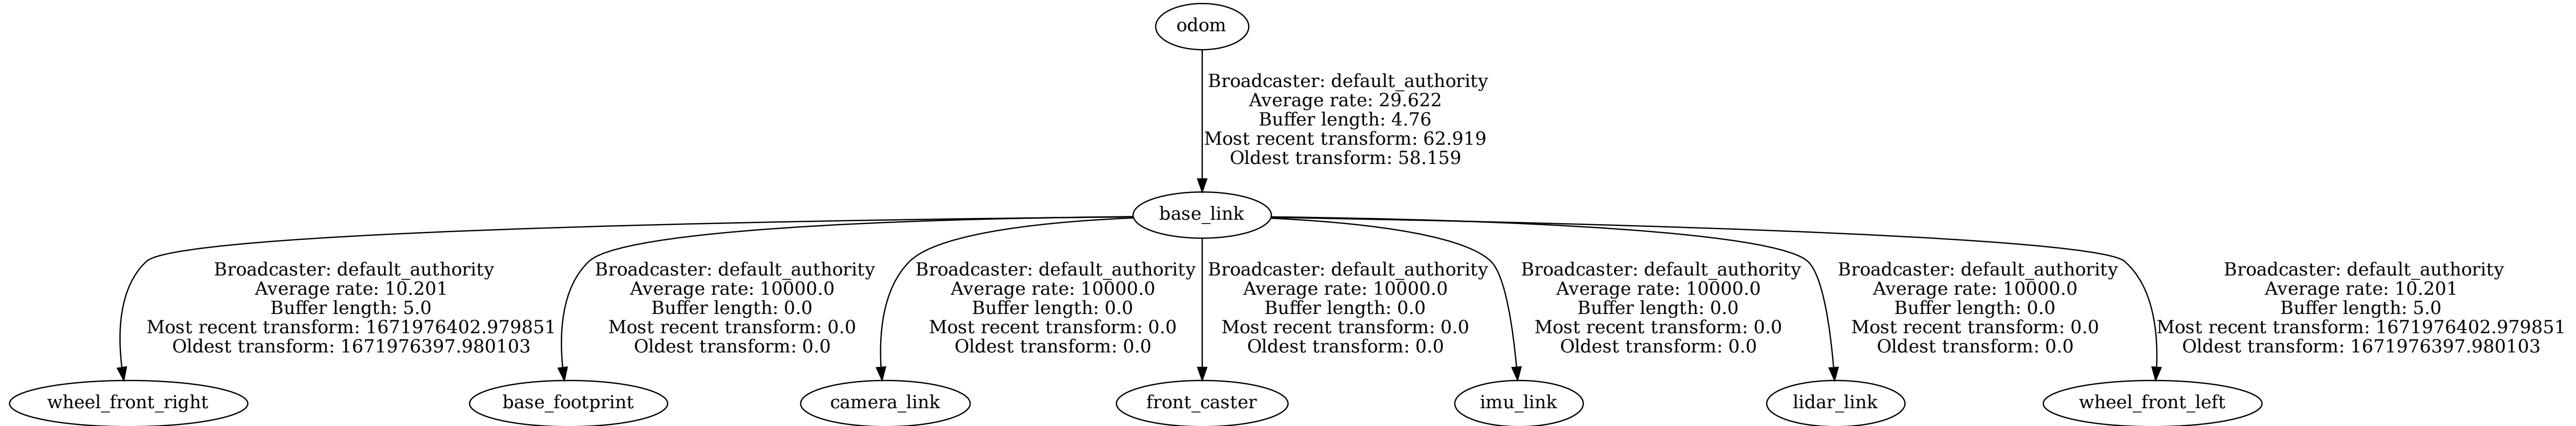 odom
Broadcaster: default_authority
Average rate: 29.622
Buffer length: 4.76
Most recent transform: 62.919
Oldest transform: 58.159
base_link
Broadcaster: default_authority
Average rate: 10.201
Buffer length: 5.0
Most recent transform: 1671976402.979851
Oldest transform: 1671976397.980103
Broadcaster: default_authority
Average rate: 10000.0
Buffer length: 0.0
Most recent transform: 0.0
Oldest transform: 0.0
Broadcaster: default_authority
Average rate: 10000.0
Buffer length: 0.0
Most recent transform: 0.0
Oldest transform: 0.0
Broadcaster: default_authority
Average rate: 10000.0
Buffer length: 0.0
Most recent transform: 0.0
Oldest transform: 0.0
Broadcaster: default_authority
Average rate: 10000.0
Buffer length: 0.0
Most recent transform: 0.0
Oldest transform: 0.0
Broadcaster: default_authority
Average rate: 10000.0
Buffer length: 0.0
Most recent transform: 0.0
Oldest transform: 0.0
Broadcaster: default_authority
Average rate: 10.201
Buffer length: 5.0
Most recent transform: 1671976402.979851
Oldest transform: 1671976397.980103
wheel_front_right
base_footprint
camera_link
front_caster
imu_link
lidar_link
wheel_front_left